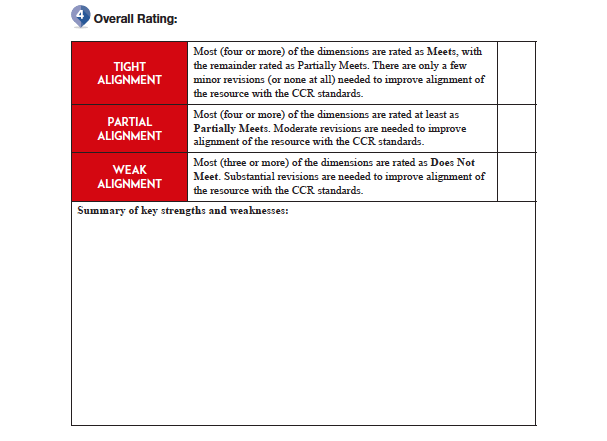 4 Overall Rating:
TIGHT
ALIGNMENT
Most (four or more) of the dimensions are rated as Meets, with
the remainder rated as Partially Meets. There are only a few
minor revisions (or none at all) needed to improve alignment of
the resource with the CCR standards.
PARTIAL
ALIGNMENT
Most (four or more) of the dimensions are rated at least as
Partially Meets. Moderate revisions are needed to improve
alignment of the resource with the CCR standards.
WEAK
ALIGNMENT
Most (three or more) of the dimensions are rated as Does Not
Meet. Substantial revisions are needed to improve alignment of
the resource with the CCR standards.
Summary of key strengths and weaknesses: